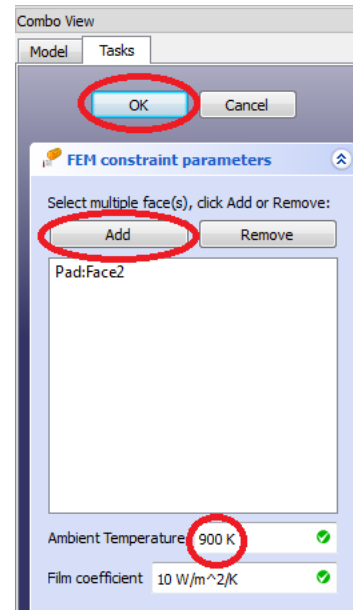 Combo View
Model Tasks
OK Cancel
FEM constraint parameters
Select multiple face(s), click Add or Remove:
Add Remove
Pad:Face2
Ambient Temperature 900 K
Film coefficient 10 W/m^2/K